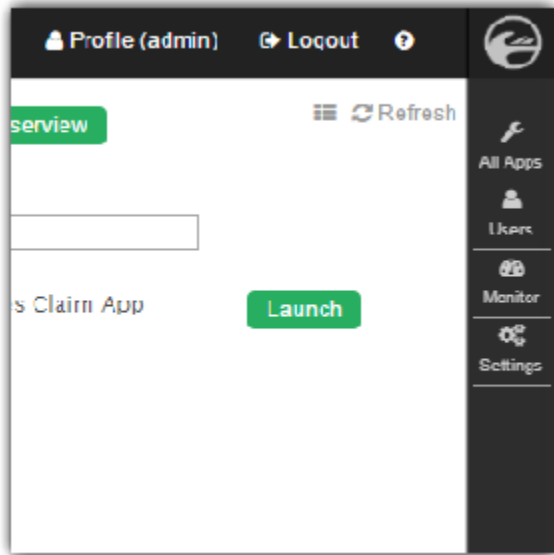 Profile (admin) Logout ?
serview
Refresh
All Apps
Users
s Claim App
Launch
Monitor
Settings